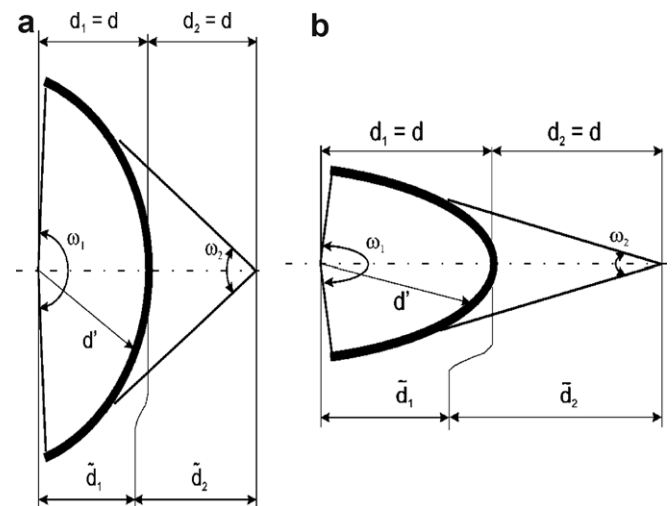 a
d₁ = d d₂ = d
ω₁
ω₂
d'
d̃₁ d̃₂
b
d₁ = d d₂ = d
ω₁
ω₂
d'
d̃₁ d̃₂